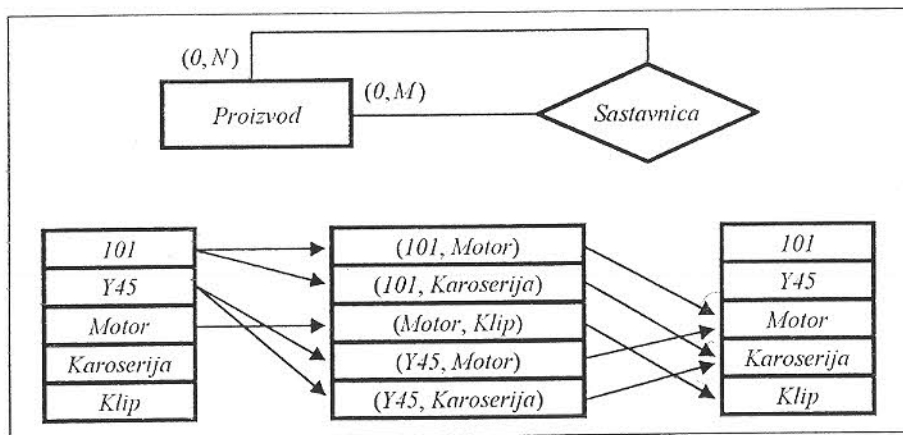 (0,N)
(0,M)
Proizvod
Sastavnica
101
Y45
Motor
Karoserija
Klip
(101, Motor)
(101, Karoserija)
(Motor, Klip)
(Y45, Motor)
(Y45, Karoserija)
101
Y45
Motor
Karoserija
Klip